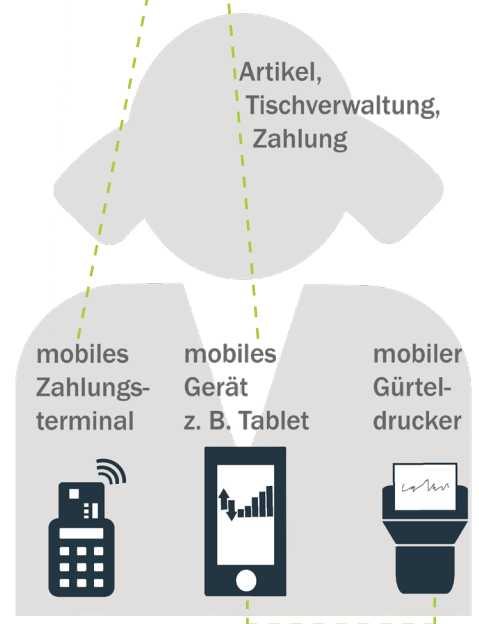 Artikel,
Tischverwaltung,
Zahlung
mobiles
Zahlungs-
terminal
mobiles
Gerät
z. B. Tablet
mobiler
Gürtel-
drucker